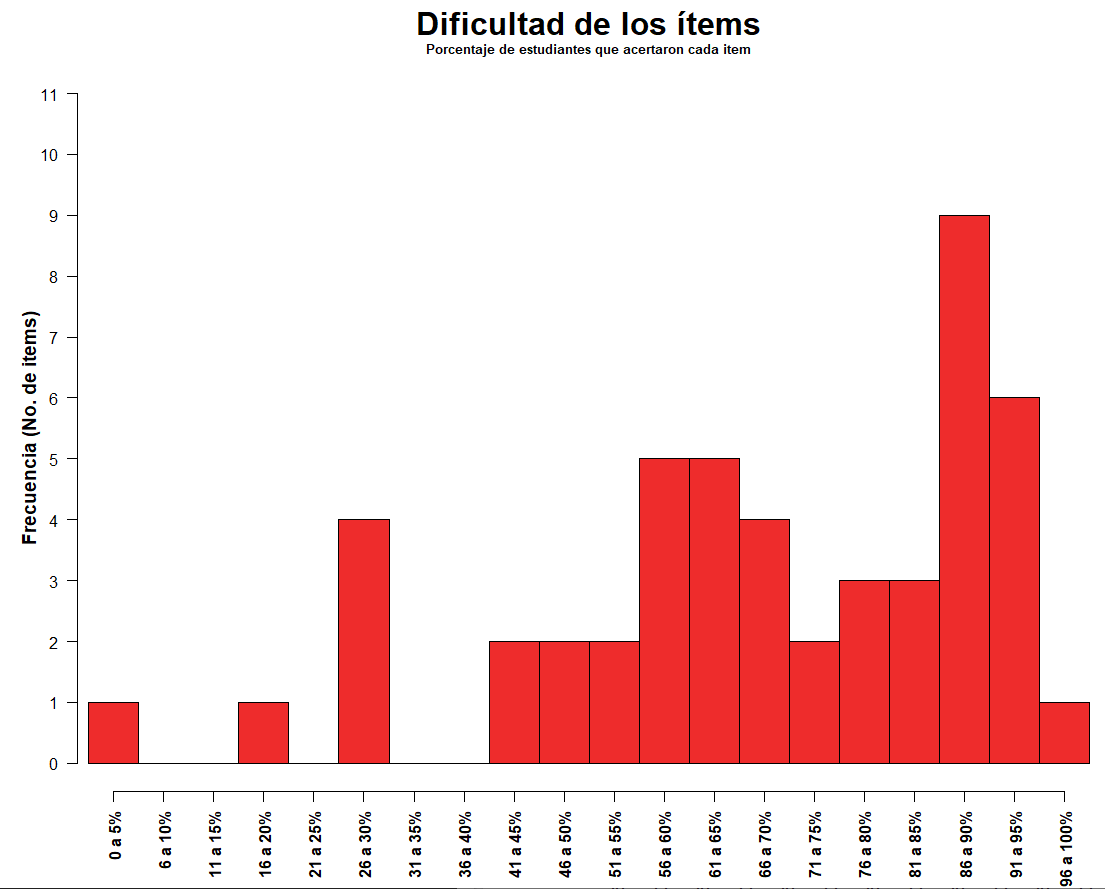 Dificultad de los ítems
Porcentaje de estudiantes que acertaron cada item
11
10
9
8
7
6
5
4
3
2
1
0
Frecuencia (No. de items)
0 a 5%
6 a 10%
11 a 15%
16 a 20%
21 a 25%
26 a 30%
31 a 35%
36 a 40%
41 a 45%
46 a 50%
51 a 55%
56 a 60%
61 a 65%
66 a 70%
71 a 75%
76 a 80%
81 a 85%
86 a 90%
91 a 95%
96 a 100%